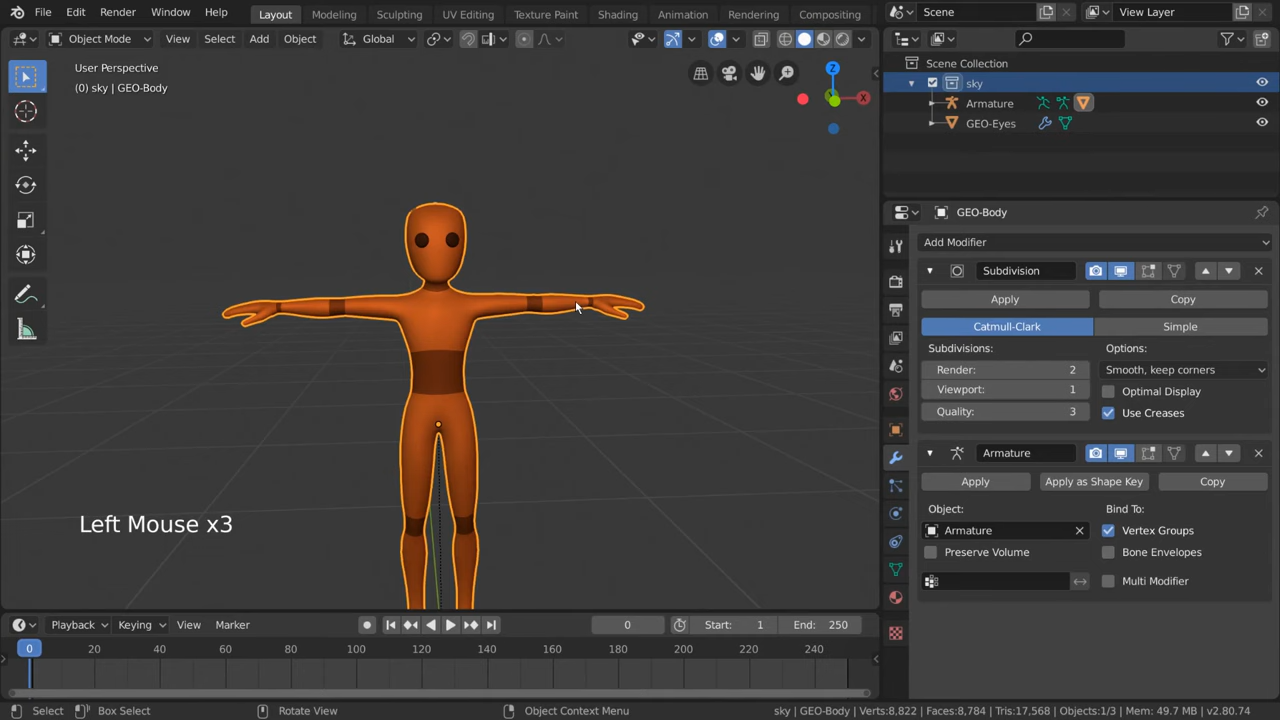 File Edit Render Window Help Layout Modeling Sculpting UV Editing Texture Paint Shading Animation Rendering Compositing Scene View Layer
Object Mode View Select Add Object Global
User Perspective
(0) sky | GEO-Body
Z
X
Left Mouse x3
Scene Collection
sky
Armature
GEO-Eyes
GEO-Body
Add Modifier
Subdivision
Apply Copy
Catmull-Clark Simple
Subdivisions: Options:
Render: 2 Smooth, keep corners
Viewport: 1 Optimal Display
Quality: 3 Use Creases
Armature
Apply Apply as Shape Key Copy
Object: Bind To:
Armature Vertex Groups
Preserve Volume Bone Envelopes
Multi Modifier
Playback Keying View Marker 0 Start: 1 End: 250
0 20 40 60 80 100 120 140 160 180 200 220 240
Select Box Select Rotate View Object Context Menu sky | GEO-Body | Verts:8,822 | Faces:8,784 | Tris:17,568 | Objects:1/3 | Mem: 49.7 MB | v2.80.74